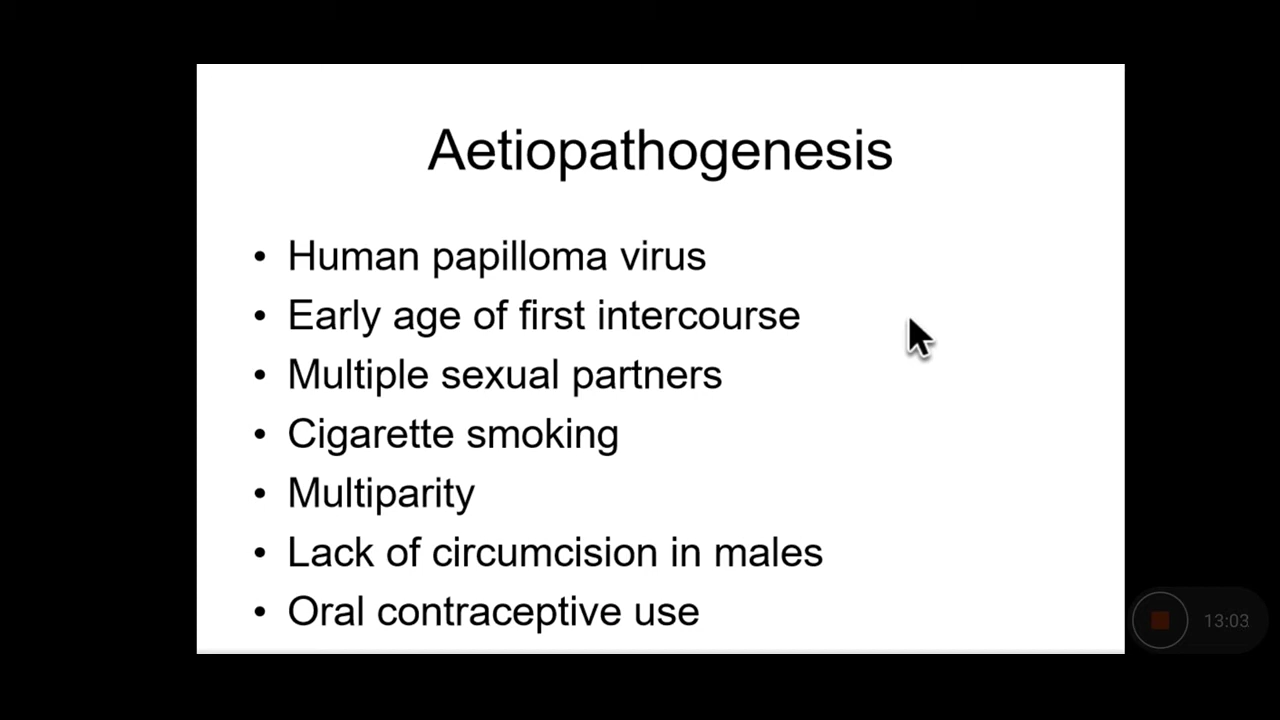 Aetiopathogenesis
• Human papilloma virus
• Early age of first intercourse
• Multiple sexual partners
• Cigarette smoking
• Multiparity
• Lack of circumcision in males
• Oral contraceptive use
13:03